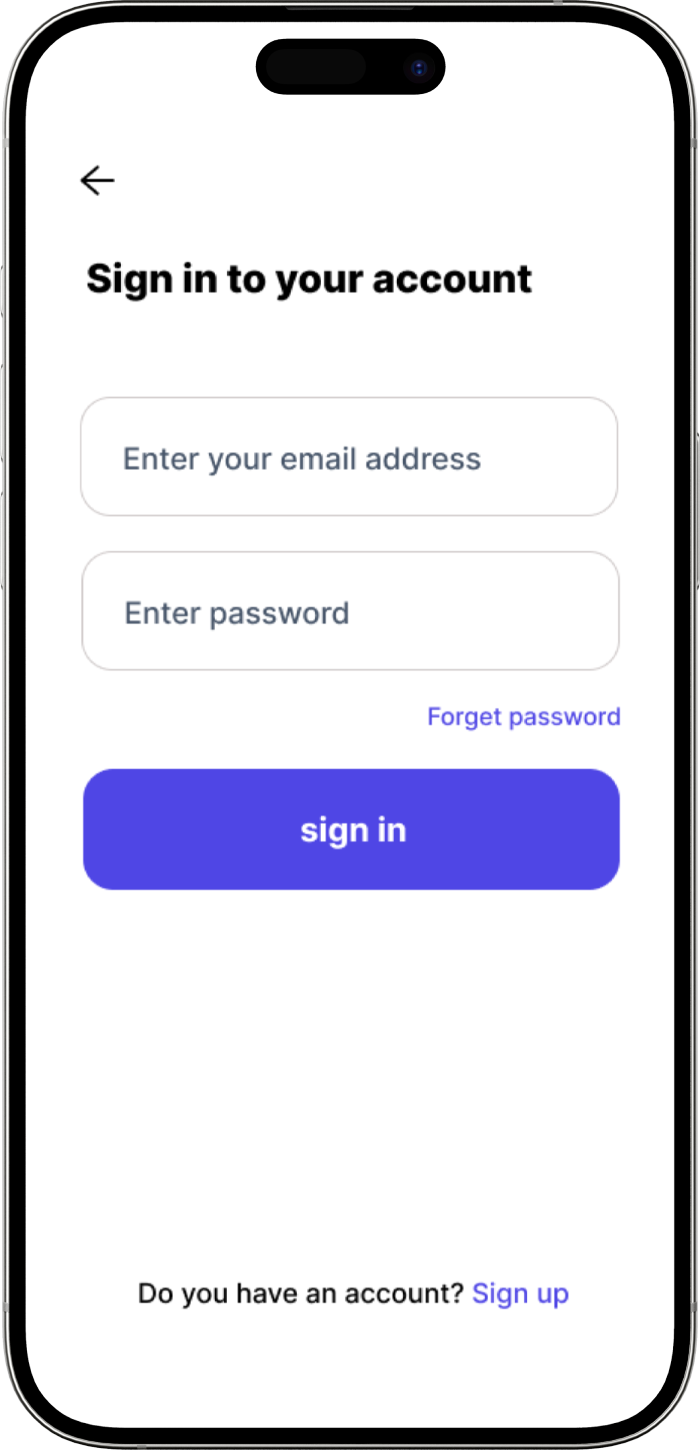 Sign in to your account
Enter your email address
Enter password
Forget password
sign in
Do you have an account? Sign up